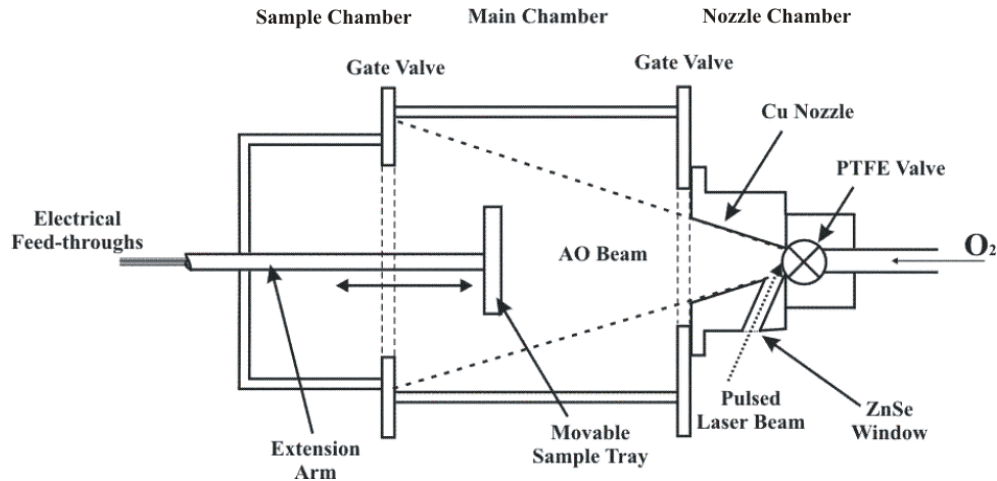 Sample Chamber
Main Chamber
Nozzle Chamber
Gate Valve
Gate Valve
Cu Nozzle
PTFE Valve
Electrical
Feed-throughs
AO Beam
O₂
Extension
Arm
Movable
Sample Tray
Pulsed
Laser Beam
ZnSe
Window